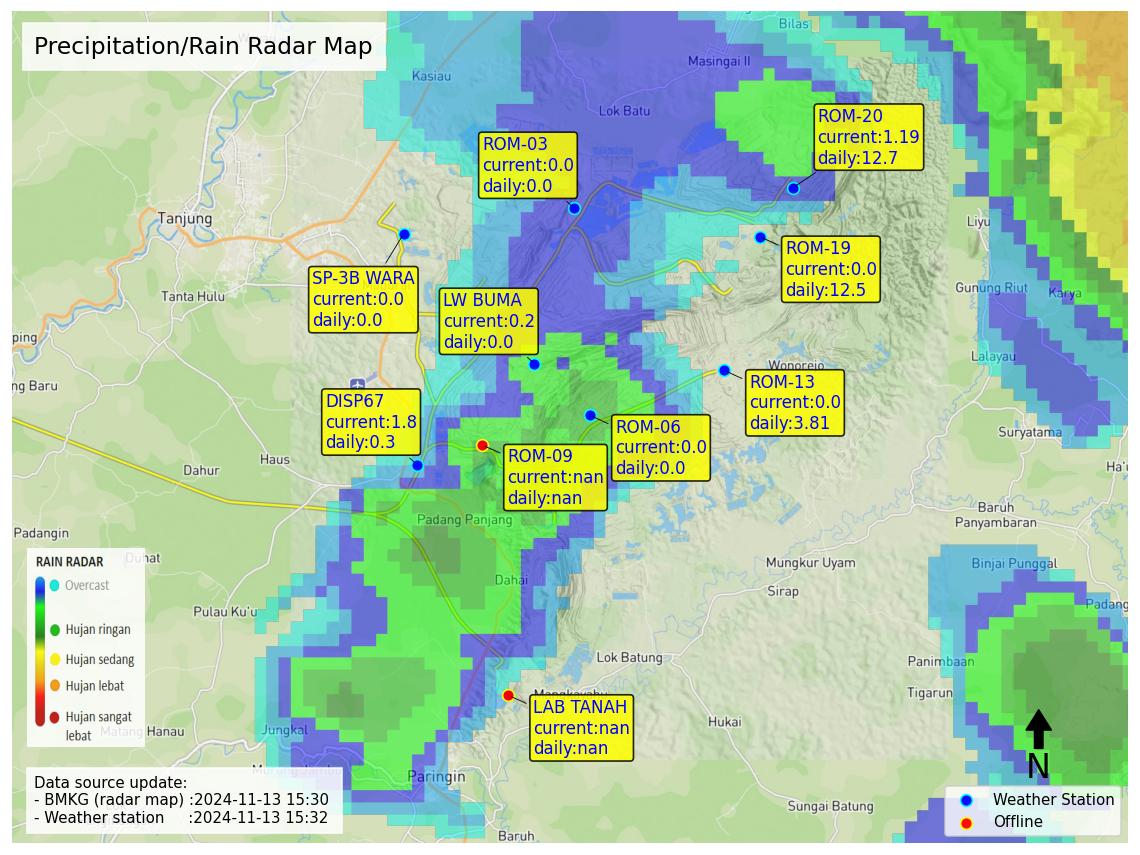 Precipitation/Rain Radar Map
Bilas
Kasiau
Masingai II
Lok Batu
ROM-20
current:1.19
daily:12.7
ROM-03
current:0.0
daily:0.0
Tanjung
Liyu
ROM-19
current:0.0
daily:12.5
SP-3B WARA
current:0.0
daily:0.0
Tanta Hulu
LW BUMA
current:0.2
daily:0.0
Gunung Riut
Karya
ping
Lalayau
Wonorejo
ng Baru
ROM-13
current:0.0
daily:3.81
DISP67
current:1.8
daily:0.3
ROM-06
current:0.0
daily:0.0
Suryatama
ROM-09
current:nan
daily:nan
Haus
Dahur
Ha'u
Baruh
Panyambaran
Padang Panjang
Padangin
Mungkur Uyam
Binjai Punggal
Dahai
Sirap
Padang
Pulau Ku'u
RAIN RADAR
Overcast
Hujan ringan
Hujan sedang
Hujan lebat
Hujan sangat
lebat
Lok Batung
Panimbaan
Tigarun
Mangkayahu
LAB TANAH
current:nan
daily:nan
Hukai
Matang Hanau
Jungkal
N
Paringin
Data source update:
- BMKG (radar map) :2024-11-13 15:30
- Weather station :2024-11-13 15:32
Sungai Batung
Baruh
Weather Station
Offline